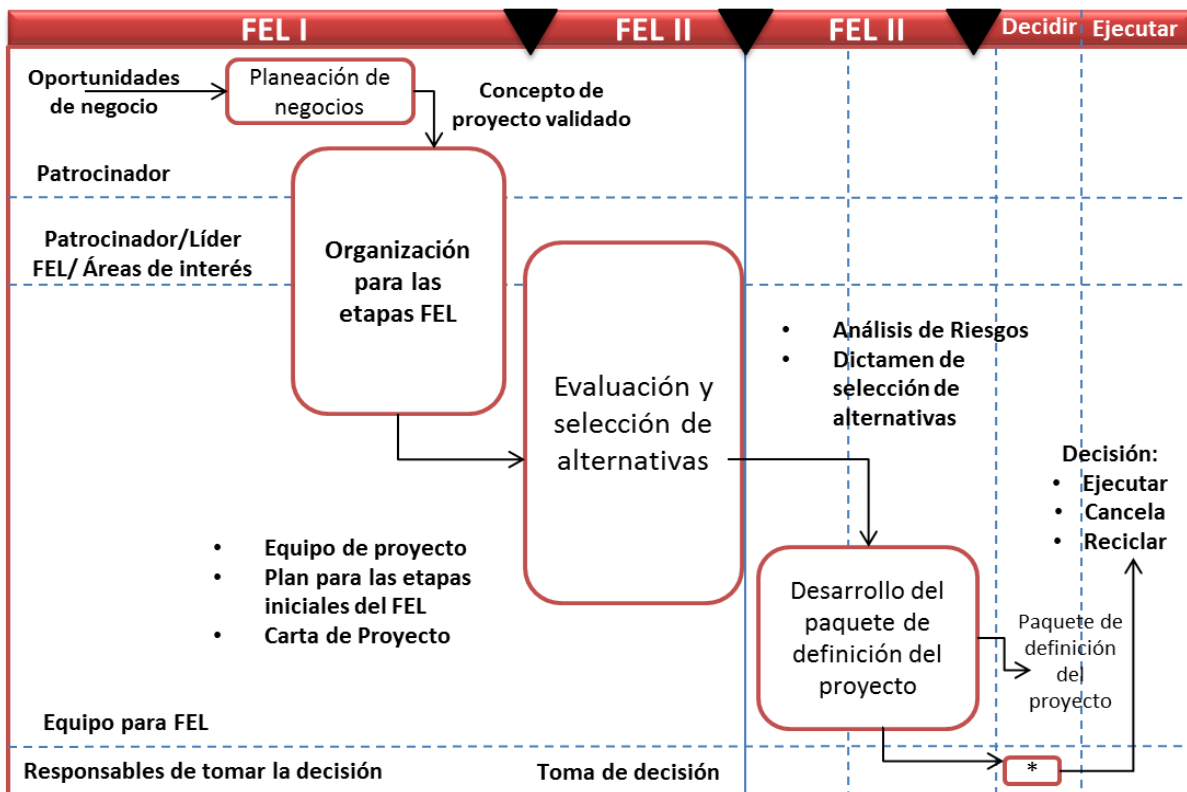 FEL I
FEL II
FEL II
Decidir
Ejecutar
Oportunidades
de negocio
Planeación de
negocios
Concepto de
proyecto validado
Patrocinador
Patrocinador/Líder
FEL/ Áreas de interés
Organización
para las
etapas FEL
Evaluación y
selección de
alternativas
• Análisis de Riesgos
• Dictamen de
selección de
alternativas
Decisión:
• Ejecutar
• Cancela
• Reciclar
• Equipo de proyecto
• Plan para las etapas
iniciales del FEL
• Carta de Proyecto
Desarrollo del
paquete de
definición del
proyecto
Paquete de
definición
del
proyecto
Equipo para FEL
Responsables de tomar la decisión
Toma de decisión
*